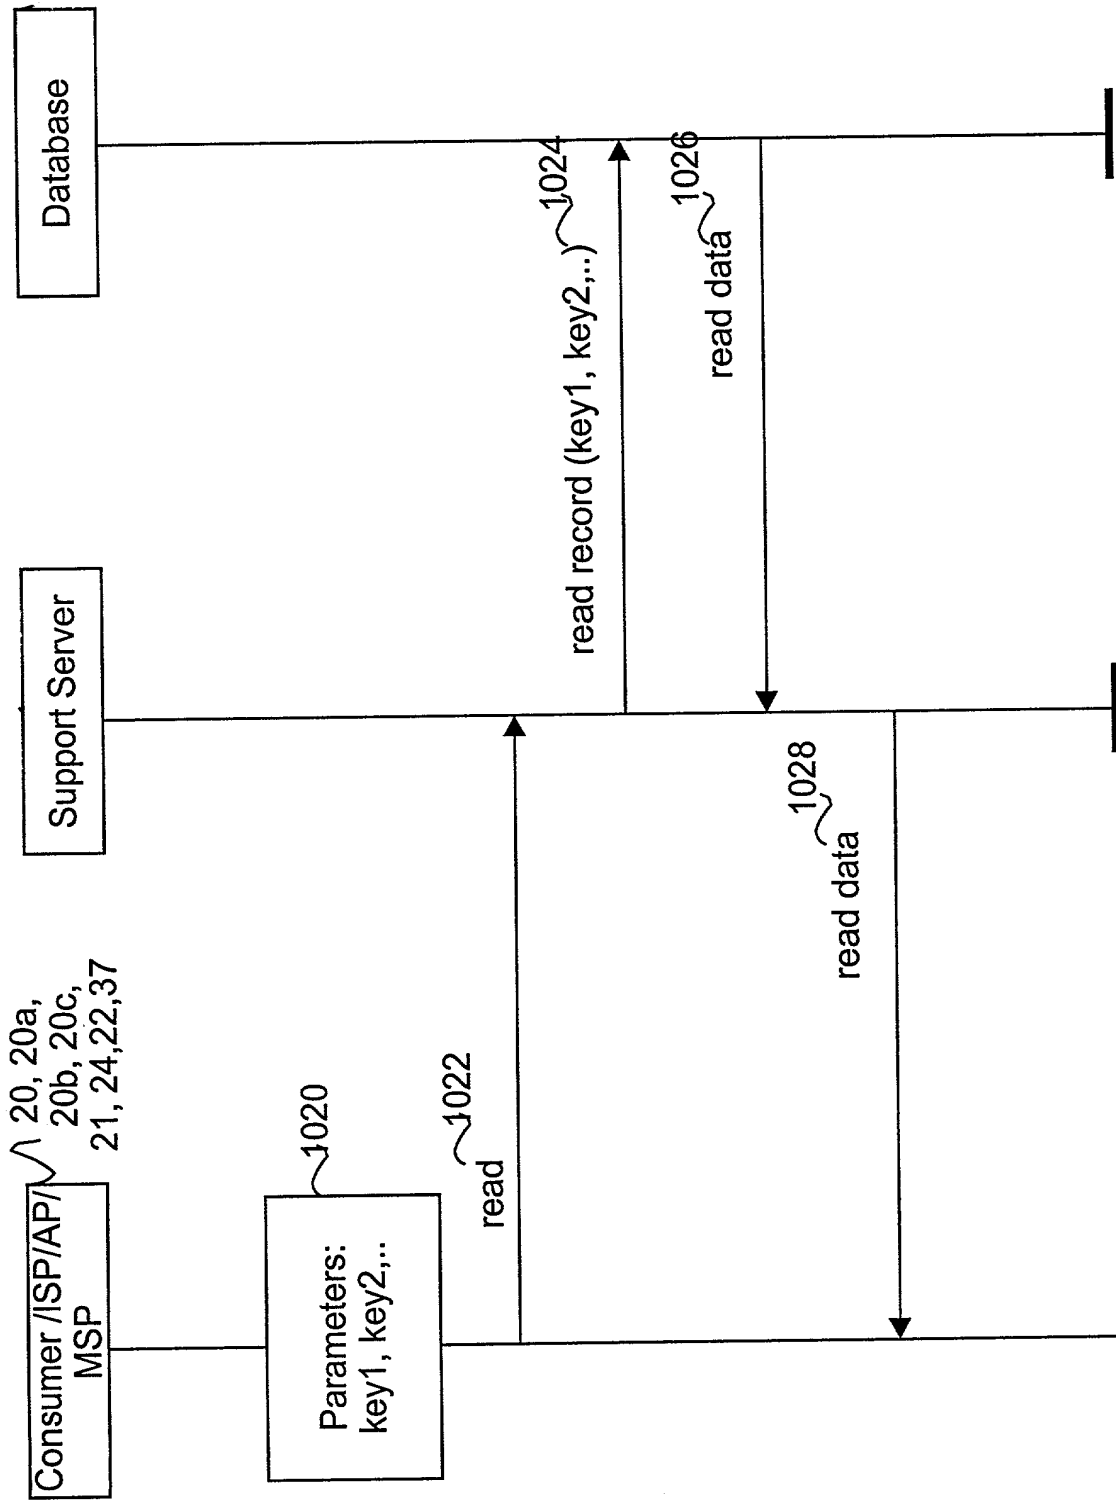 Consumer /ISP/AP/
MSP
20, 20a,
20b, 20c,
21, 24,22,37
Support Server
Database
Parameters:
key1, key2,..
1020
read
1022
read record (key1, key2,..)
1024
read data
1026
read data
1028